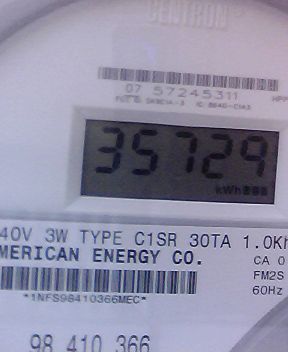 CENTRON
07 57245311
35729
kWh
40V 3W TYPE C1SR 30TA 1.0Kh
MERICAN ENERGY CO.
CA 0
FM2S
60Hz
*1NFS98410366MEC*
98 410 366